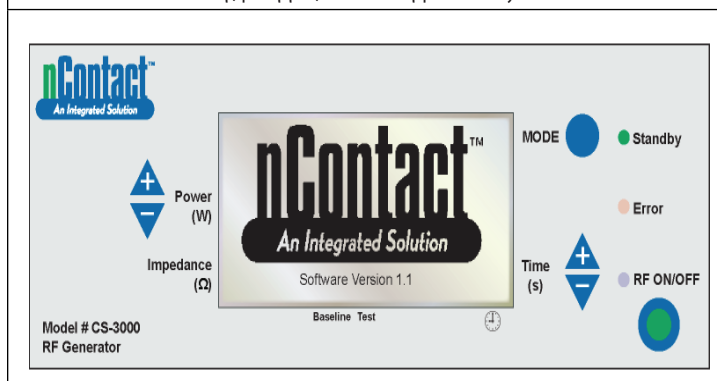 nContact™
An Integrated Solution
Power
(W)
Impedance
(Ω)
Model # CS-3000
RF Generator
nContact™
An Integrated Solution
Software Version 1.1
Baseline Test
MODE
Time
(s)
Standby
Error
RF ON/OFF